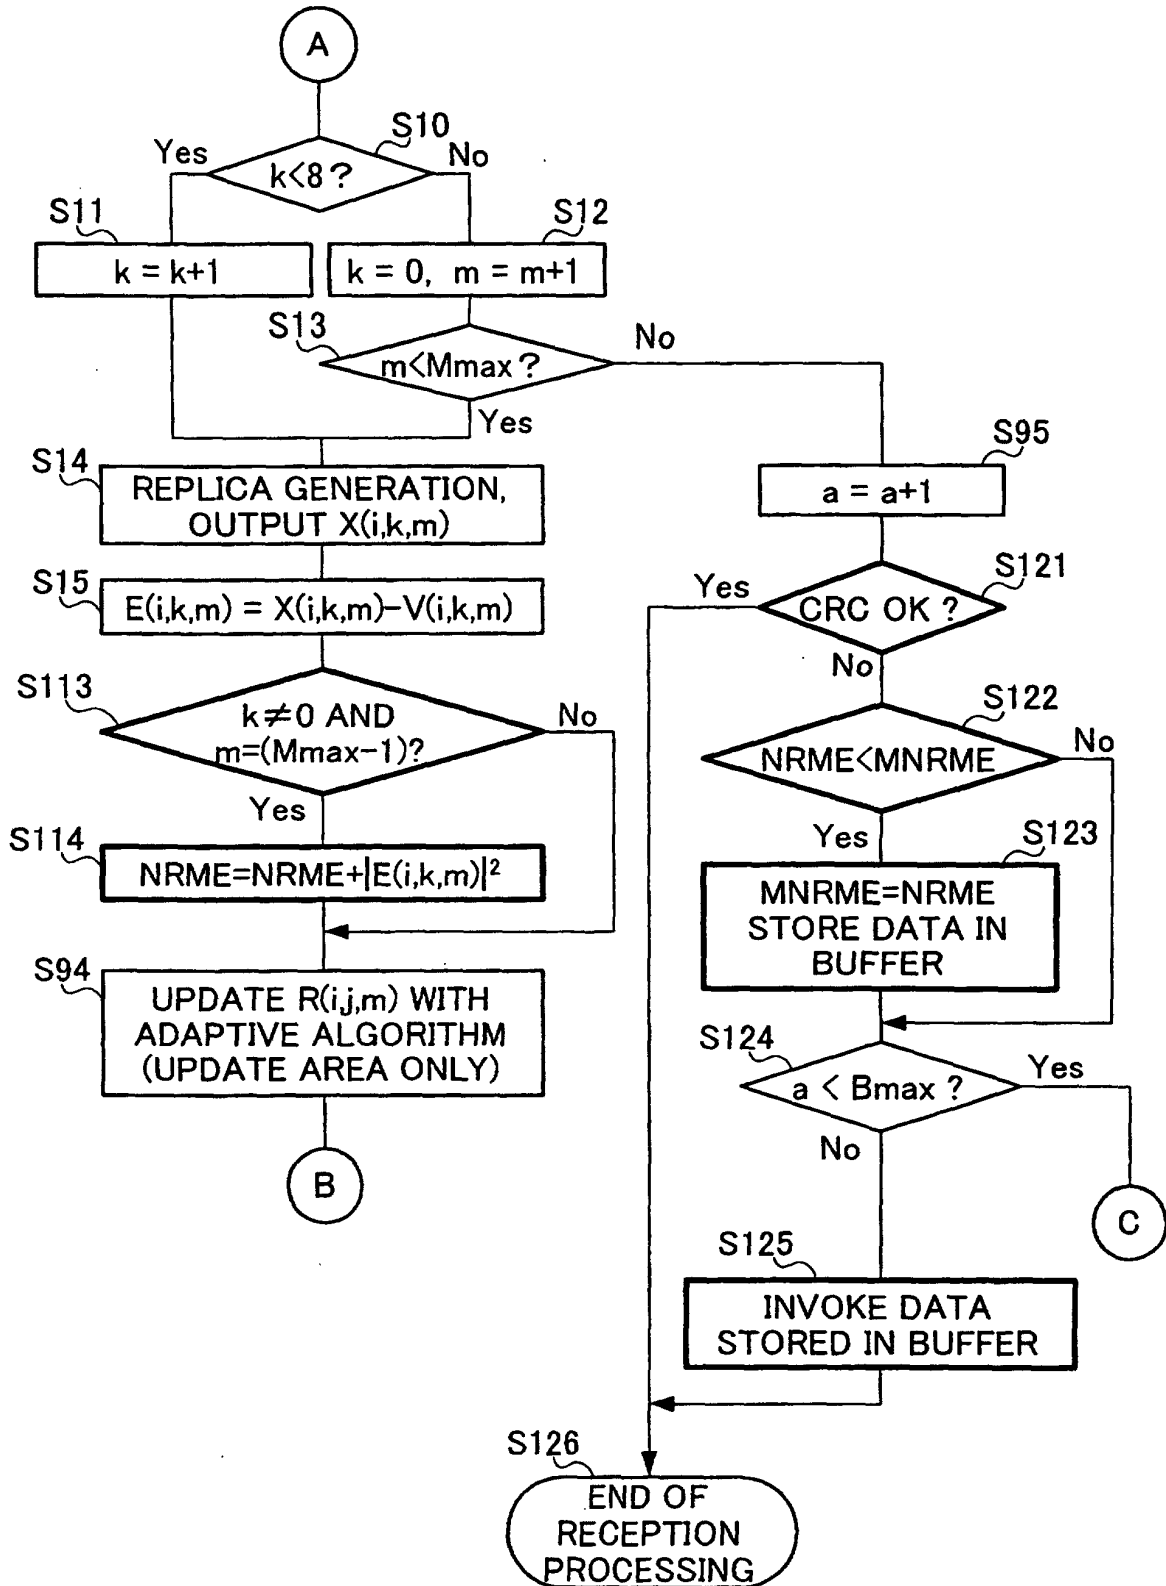 A
S10
Yes
k<8?
No
S11
S12
k = k+1
k = 0, m = m+1
S13
m<Mmax?
No
Yes
S14
REPLICA GENERATION,
OUTPUT X(i,k,m)
S95
a = a+1
S15
E(i,k,m) = X(i,k,m)-V(i,k,m)
S121
Yes
CRC OK ?
No
S113
k≠0 AND
m=(Mmax-1)?
No
Yes
S122
NRME<MNRME
No
Yes
S114
NRME=NRME+|E(i,k,m)|²
S123
MNRME=NRME
STORE DATA IN
BUFFER
S94
UPDATE R(i,j,m) WITH
ADAPTIVE ALGORITHM
(UPDATE AREA ONLY)
S124
a < Bmax ?
Yes
No
B
C
S125
INVOKE DATA
STORED IN BUFFER
S126
END OF
RECEPTION
PROCESSING